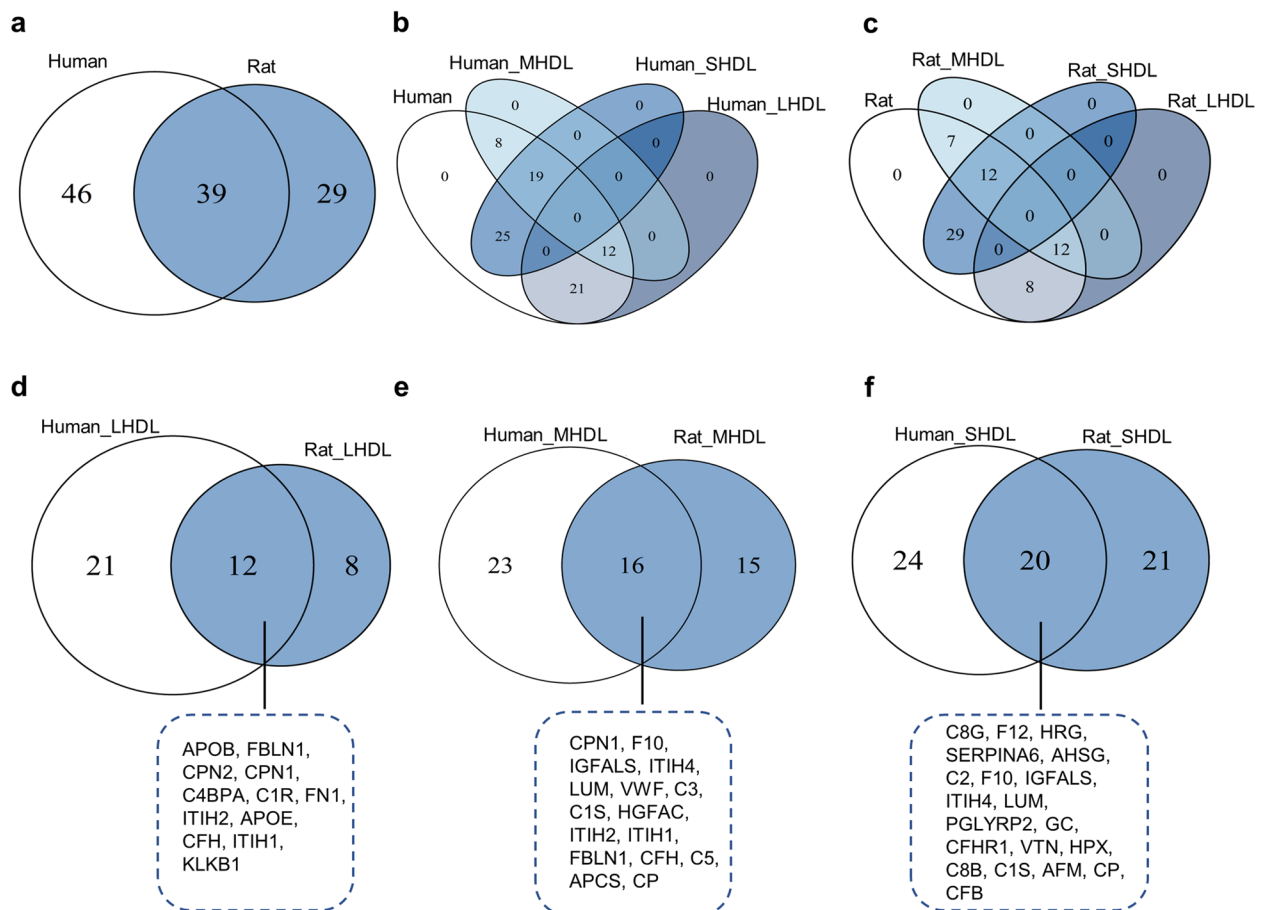 a
Human
Rat
46
39
29
b
Human_MHDL
Human_SHDL
Human
Human_LHDL
0
0
8
0
0
0
19
0
0
0
25
0
12
0
21
c
Rat_MHDL
Rat_SHDL
Rat
Rat_LHDL
0
0
7
0
0
0
12
0
0
0
29
0
12
0
8
d
Human_LHDL
Rat_LHDL
21
12
8
APOB, FBLN1,
CPN2, CPN1,
C4BPA, C1R, FN1,
ITIH2, APOE,
CFH, ITIH1,
KLKB1
e
Human_MHDL
Rat_MHDL
23
16
15
CPN1, F10,
IGFALS, ITIH4,
LUM, VWF, C3,
C1S, HGFAC,
ITIH2, ITIH1,
FBLN1, CFH, C5,
APCS, CP
f
Human_SHDL
Rat_SHDL
24
20
21
C8G, F12, HRG,
SERPINA6, AHSG,
C2, F10, IGFALS,
ITIH4, LUM,
PGLYRP2, GC,
CFHR1, VTN, HPX,
C8B, C1S, AFM, CP,
CFB